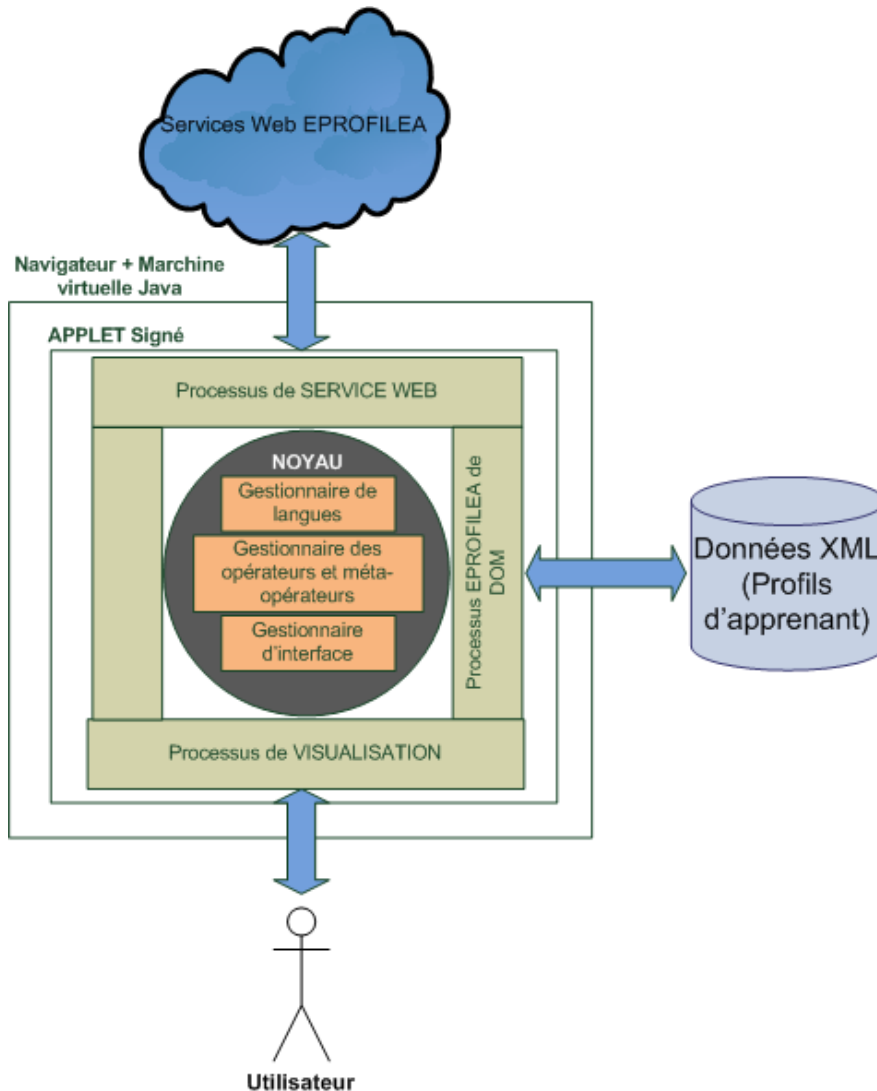 Services Web EPROFILEA
Navigateur + Marchine
virtuelle Java
APPLET Signé
Processus de SERVICE WEB
NOYAU
Gestionnaire de
langues
Gestionnaire des
opérateurs et méta-
opérateurs
Gestionnaire
d'interface
Processus EPROFILEA de
DOM
Données XML
(Profils
d'apprenant)
Processus de VISUALISATION
Utilisateur